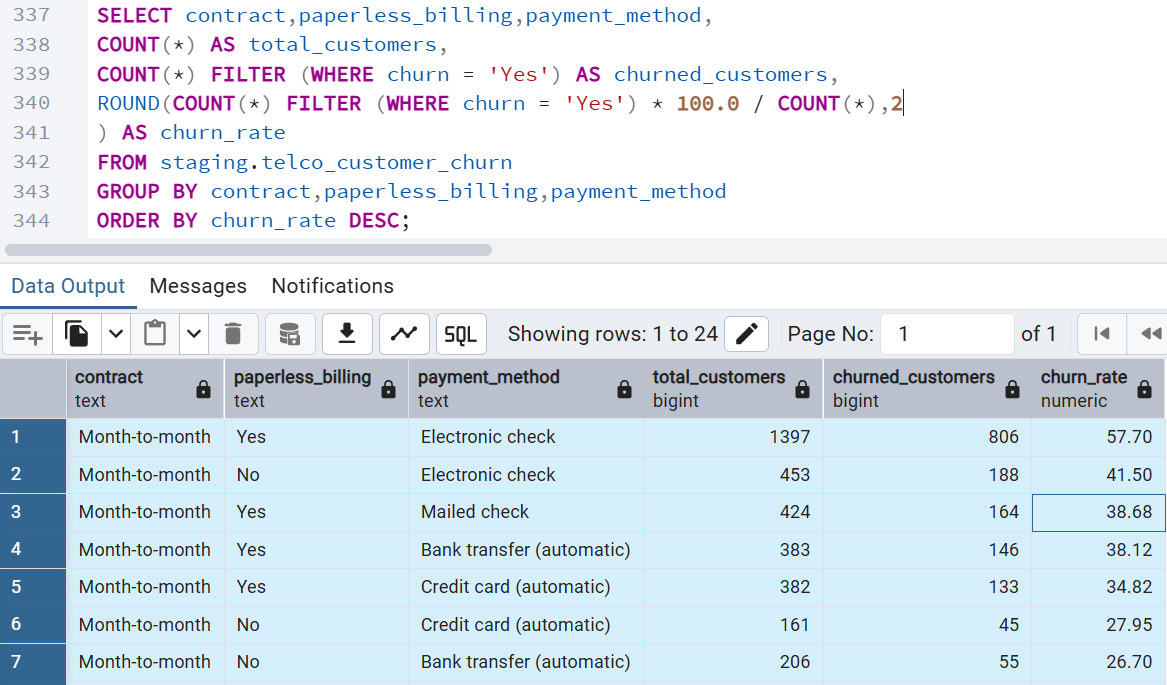 337 SELECT contract,paperless_billing,payment_method,
338 COUNT(*) AS total_customers,
339 COUNT(*) FILTER (WHERE churn = 'Yes') AS churned_customers,
340 ROUND(COUNT(*) FILTER (WHERE churn = 'Yes') * 100.0 / COUNT(*),2
341 ) AS churn_rate
342 FROM staging.telco_customer_churn
343 GROUP BY contract,paperless_billing,payment_method
344 ORDER BY churn_rate DESC;
Data Output Messages Notifications
SQL Showing rows: 1 to 24 Page No: 1 of 1
contract paperless_billing payment_method total_customers churned_customers churn_rate
text text text bigint bigint numeric
1 Month-to-month Yes Electronic check 1397 806 57.70
2 Month-to-month No Electronic check 453 188 41.50
3 Month-to-month Yes Mailed check 424 164 38.68
4 Month-to-month Yes Bank transfer (automatic) 383 146 38.12
5 Month-to-month Yes Credit card (automatic) 382 133 34.82
6 Month-to-month No Credit card (automatic) 161 45 27.95
7 Month-to-month No Bank transfer (automatic) 206 55 26.70